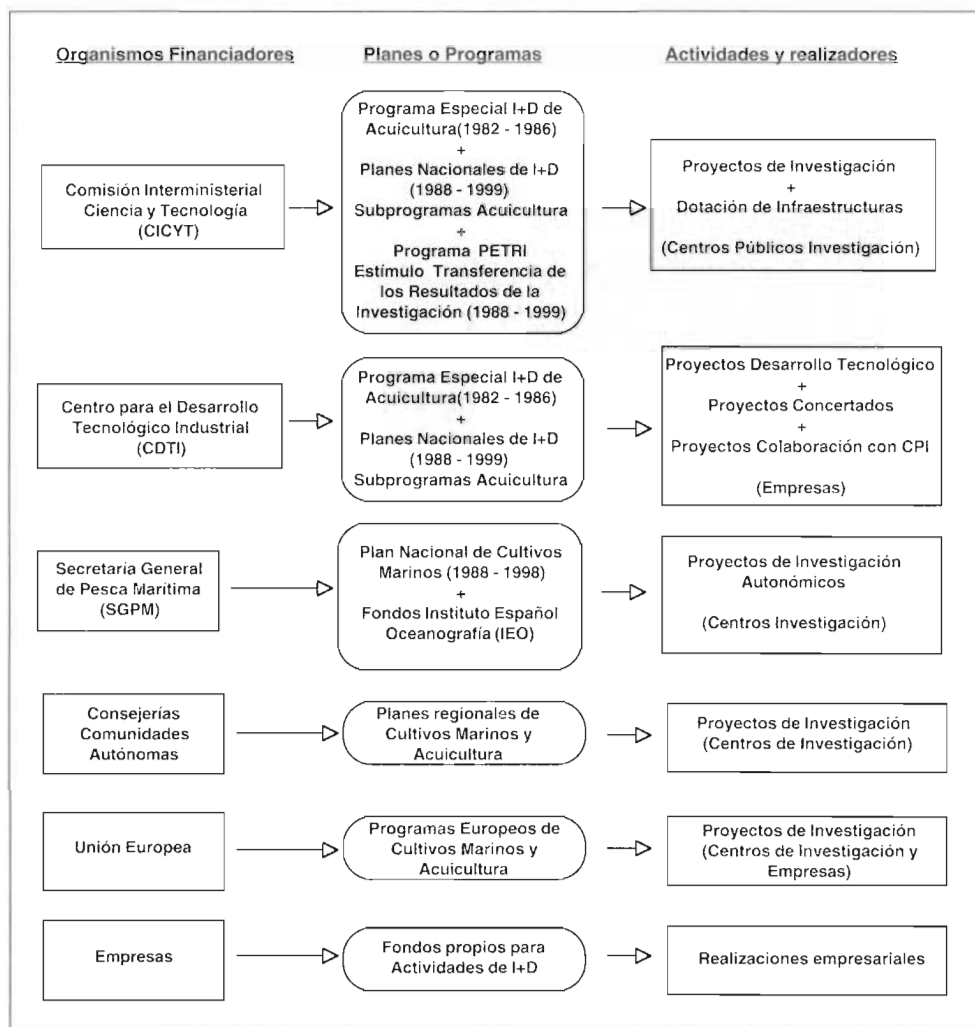 Organismos Financiadores
Planes o Programas
Actividades y realizadores
Comisión Interministerial
Ciencia y Tecnología
(CICYT)
Programa Especial I+D de
Acuicultura(1982 - 1986)
+
Planes Nacionales de I+D
(1988 - 1999)
Subprogramas Acuicultura
+
Programa PETRI
Estímulo Transferencia de
los Resultados de la
Investigación (1988 - 1999)
Proyectos de Investigación
+
Dotación de Infraestructuras
(Centros Públicos Investigación)
Centro para el Desarrollo
Tecnológico Industrial
(CDTI)
Programa Especial I+D de
Acuicultura(1982 - 1986)
+
Planes Nacionales de I+D
(1988 - 1999)
Subprogramas Acuicultura
Proyectos Desarrollo Tecnológico
+
Proyectos Concertados
+
Proyectos Colaboración con CPI
(Empresas)
Secretaría General
de Pesca Marítima
(SGPM)
Plan Nacional de Cultivos
Marinos (1988 - 1998)
+
Fondos Instituto Español
Oceanografía (IEO)
Proyectos de Investigación
Autonómicos
(Centros Investigación)
Consejerías
Comunidades
Autónomas
Planes regionales de
Cultivos Marinos y
Acuicultura
Proyectos de Investigación
(Centros de Investigación)
Unión Europea
Programas Europeos de
Cultivos Marinos y
Acuicultura
Proyectos de Investigación
(Centros de Investigación y
Empresas)
Empresas
Fondos propios para
Actividades de I+D
Realizaciones empresariales